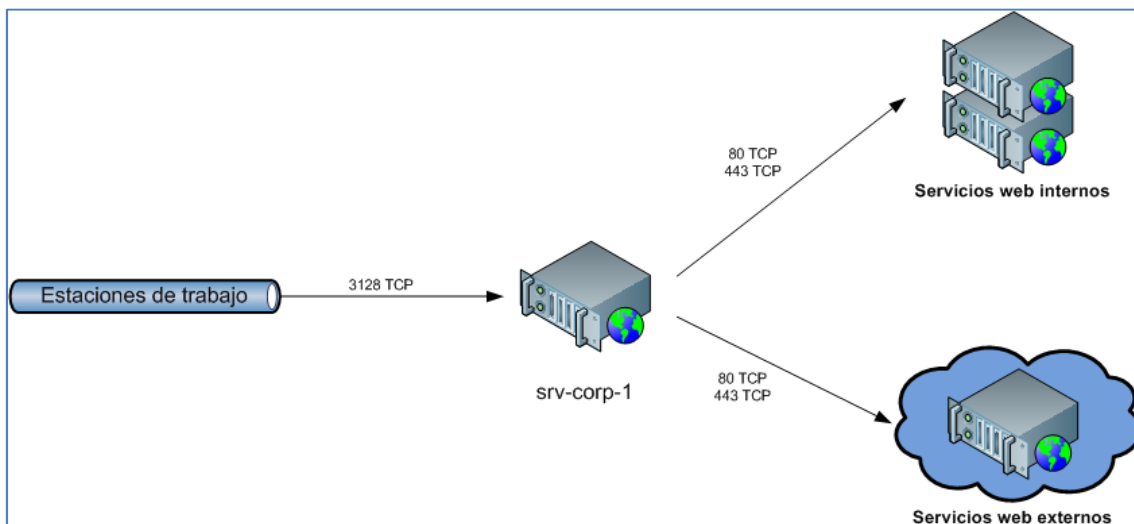 80 TCP
443 TCP
Servicios web internos
Estaciones de trabajo
3128 TCP
srv-corp-1
80 TCP
443 TCP
Servicios web externos